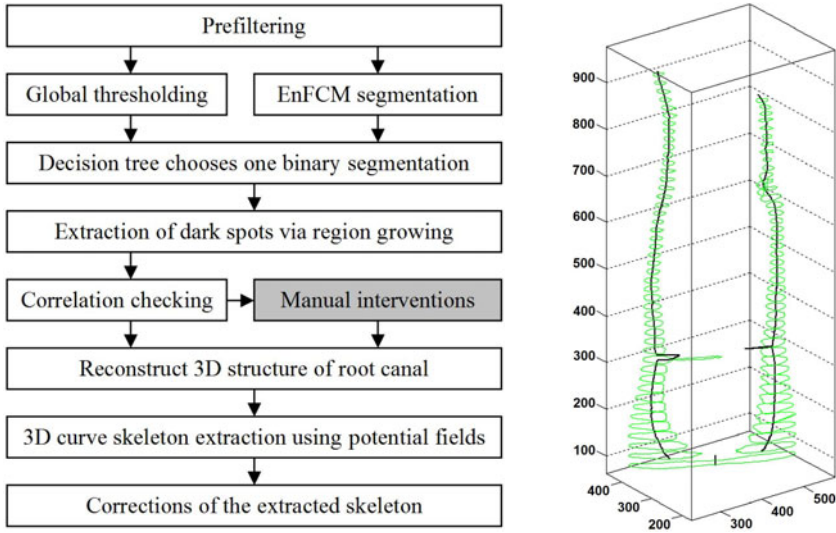 Prefiltering
Global thresholding
EnFCM segmentation
Decision tree chooses one binary segmentation
Extraction of dark spots via region growing
Correlation checking
Manual interventions
Reconstruct 3D structure of root canal
3D curve skeleton extraction using potential fields
Corrections of the extracted skeleton
900
800
700
600
500
400
300
200
100
400
300
200
300
400
500